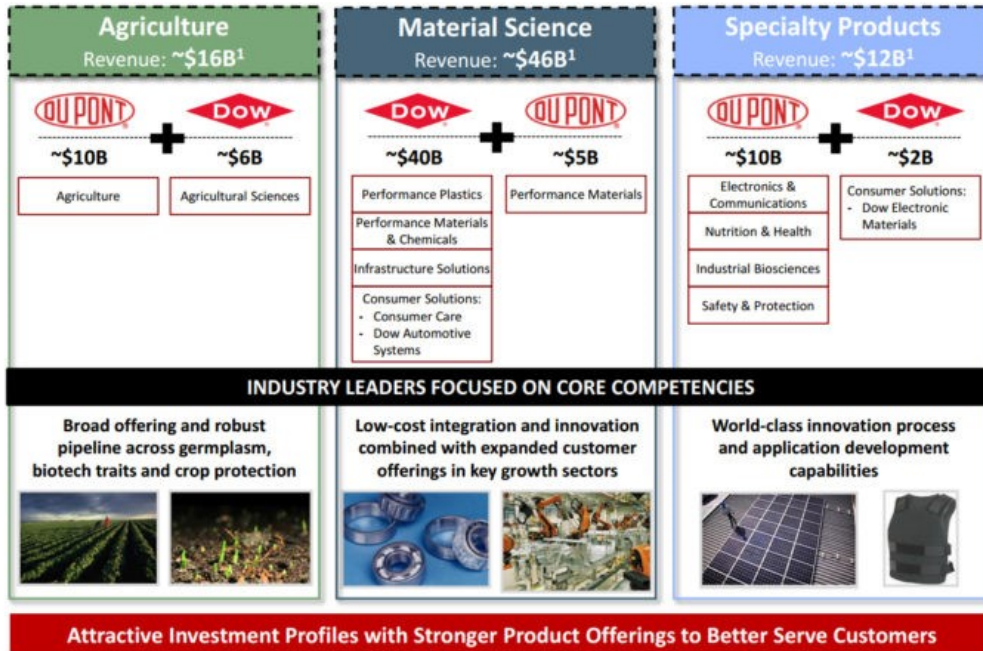 Agriculture
Revenue: ~$16B¹
DUPONT
®
+
Dow
®
~$10B
~$6B
Agriculture
Agricultural Sciences
Material Science
Revenue: ~$46B¹
Dow
®
+
DUPONT
®
~$40B
~$5B
Performance Plastics
Performance Materials
& Chemicals
Infrastructure Solutions
Consumer Solutions:
- Consumer Care
- Dow Automotive
Systems
Performance Materials
Specialty Products
Revenue: ~$12B¹
DUPONT
®
+
Dow
®
~$10B
~$2B
Electronics &
Communications
Nutrition & Health
Industrial Biosciences
Safety & Protection
Consumer Solutions:
- Dow Electronic
Materials
INDUSTRY LEADERS FOCUSED ON CORE COMPETENCIES
Broad offering and robust
pipeline across germplasm,
biotech traits and crop protection
Low-cost integration and innovation
combined with expanded customer
offerings in key growth sectors
World-class innovation process
and application development
capabilities
Attractive Investment Profiles with Stronger Product Offerings to Better Serve Customers